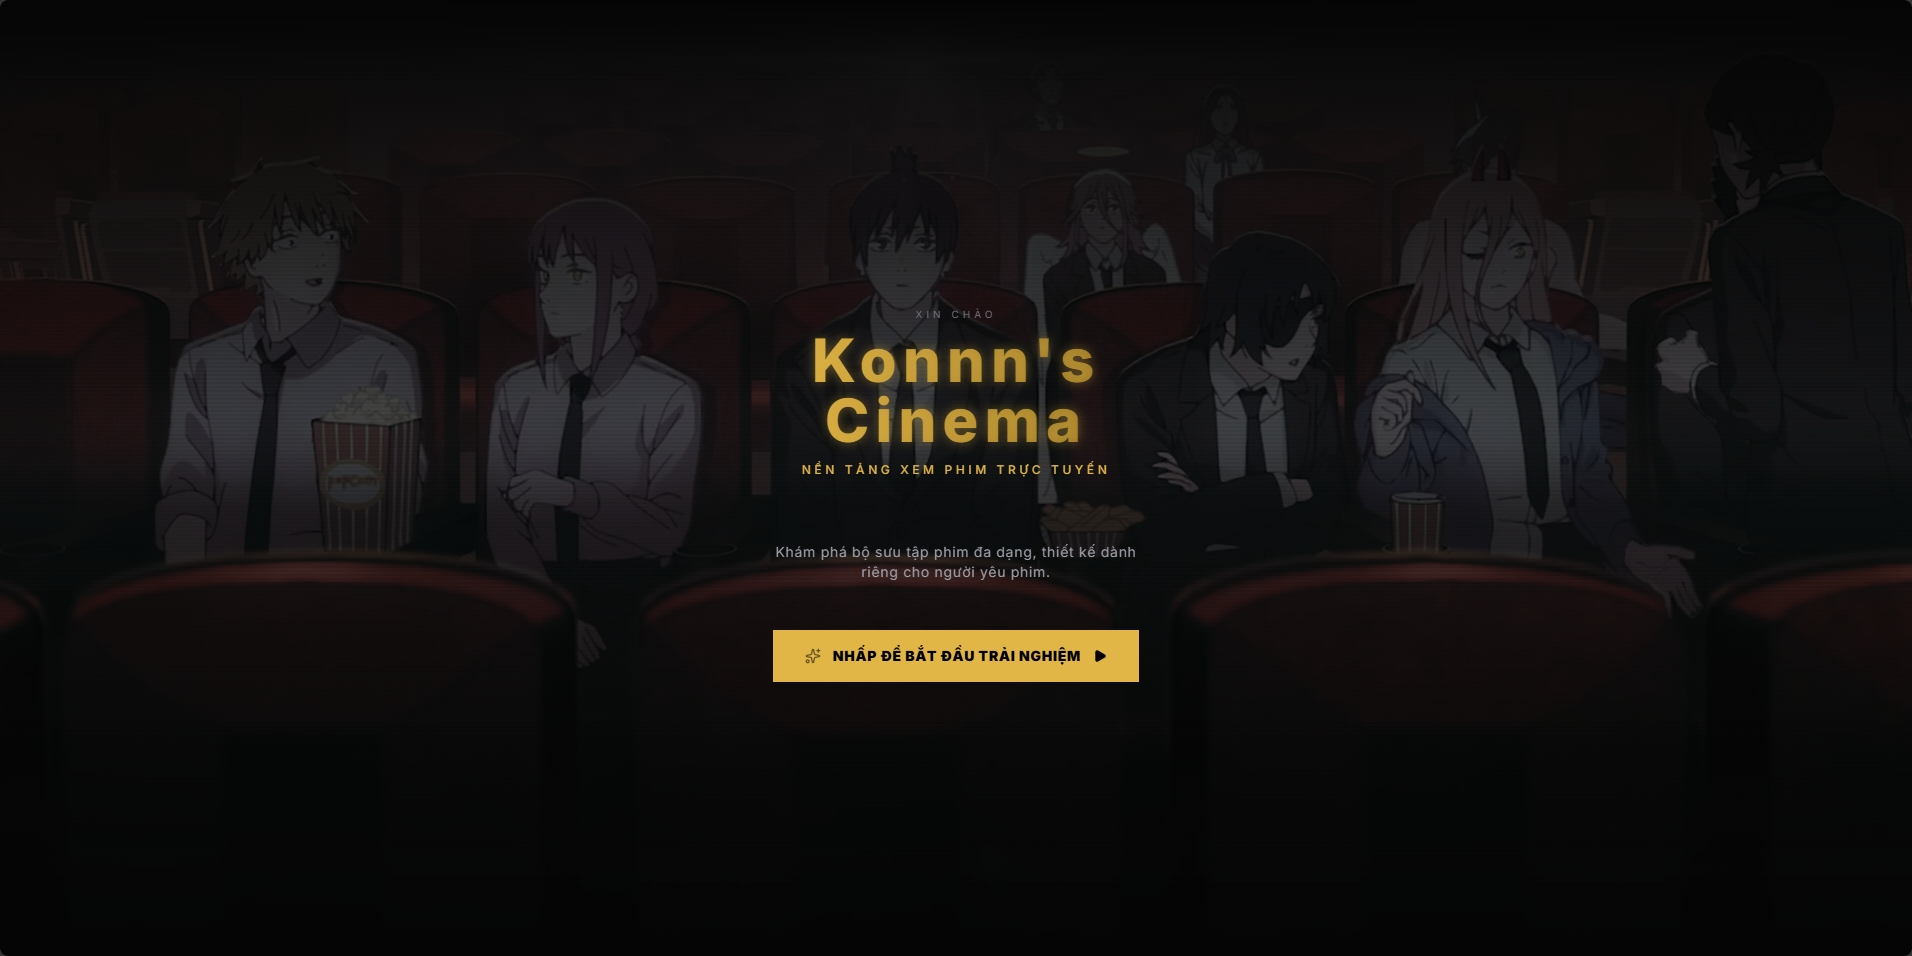 XIN CHÀO
Konnn's
Cinema
NỀN TẢNG XEM PHIM TRỰC TUYẾN
POPCORN
Khám phá bộ sưu tập phim đa dạng, thiết kế dành
riêng cho người yêu phim.
NHẤP ĐỂ BẮT ĐẦU TRẢI NGHIỆM